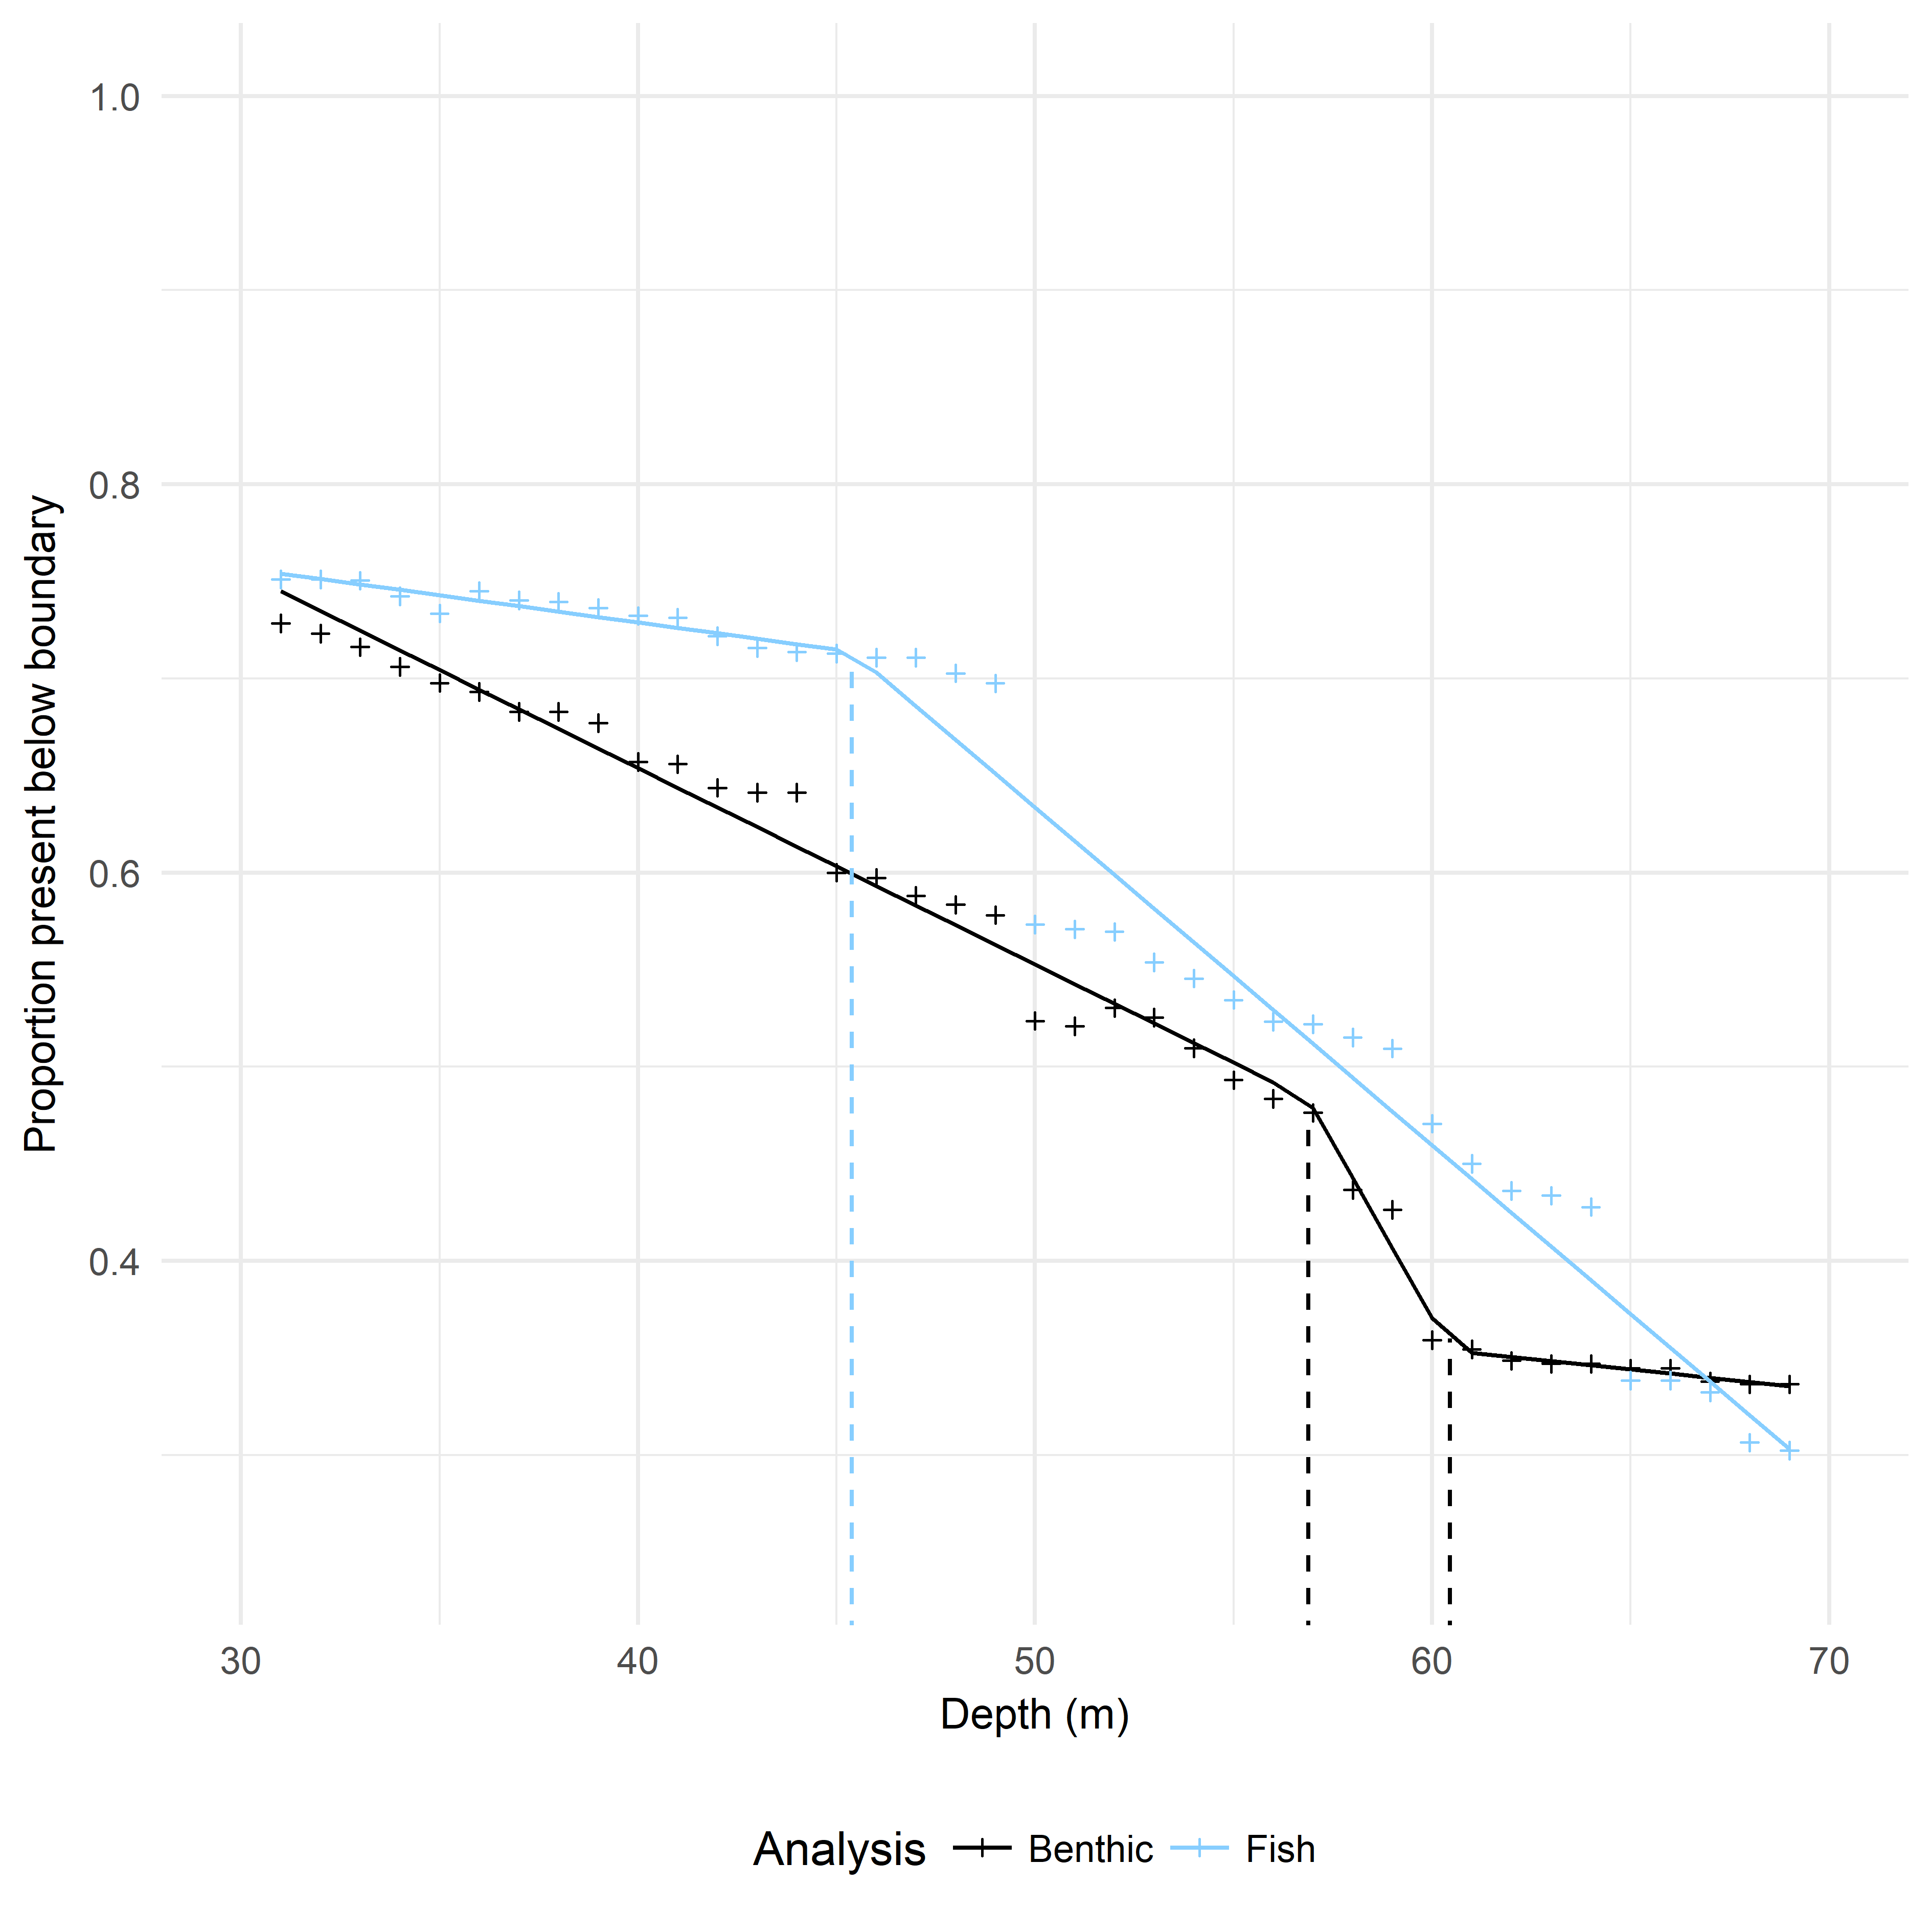 1.0
0.8
0.6
0.4
Proportion present below boundary
30 40 50 60 70
Depth (m)
Analysis Benthic Fish